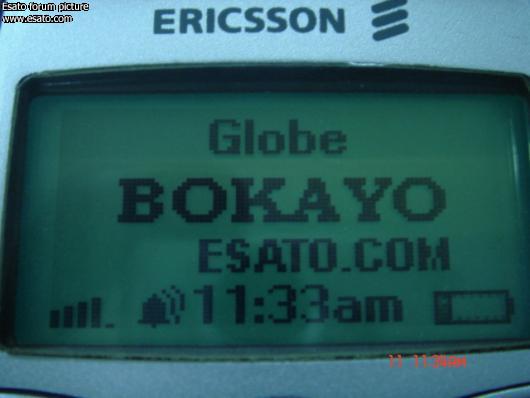 Esato forum picture
www.esato.com
ERICSSON
Globe
BOKAYO
ESATO.COM
11:33am